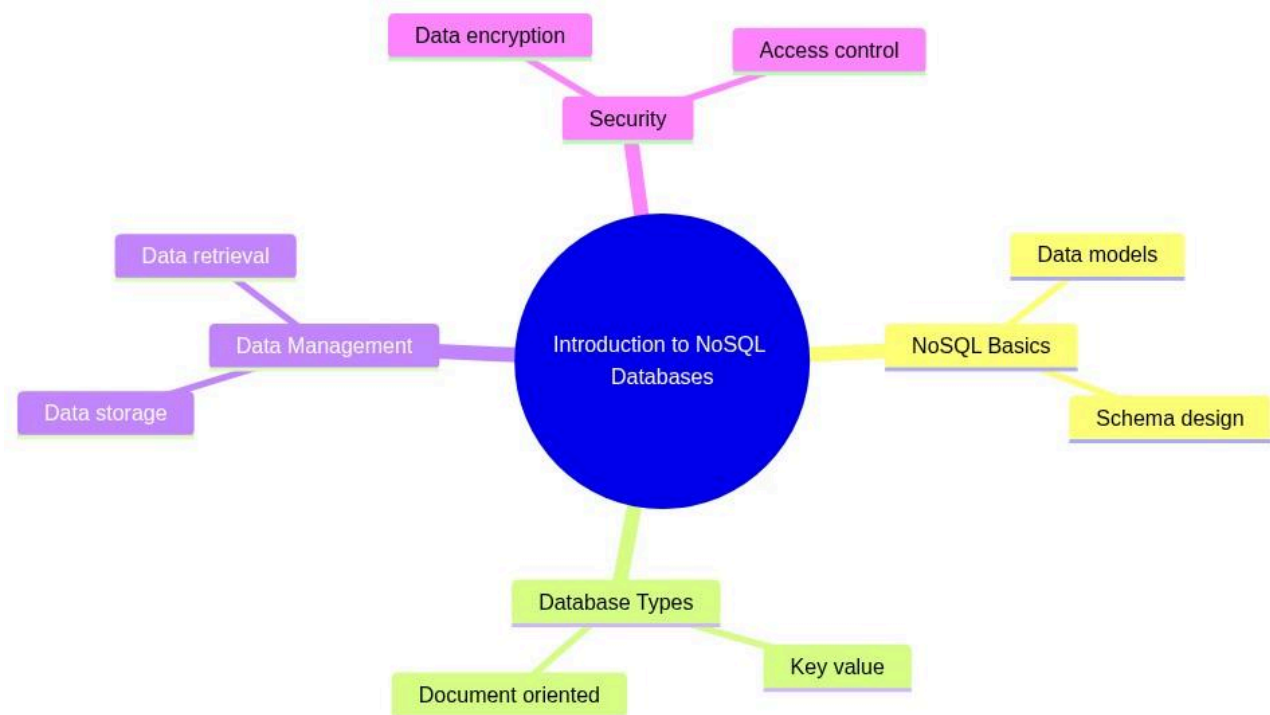 Data encryption
Access control
Security
Data retrieval
Data models
Data Management
Introduction to NoSQL
Databases
NoSQL Basics
Data storage
Schema design
Database Types
Key value
Document oriented